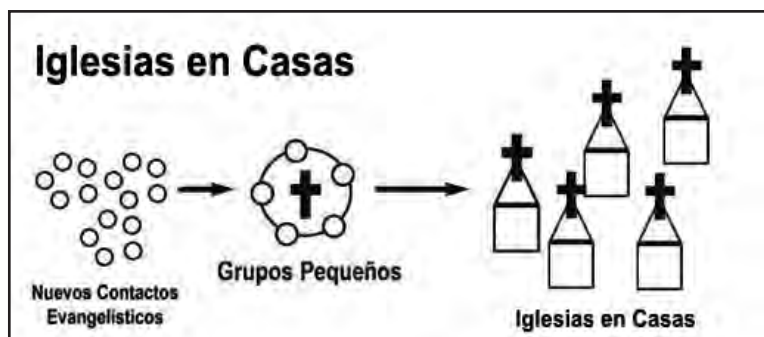 Iglesias en Casas
Nuevos Contactos
Evangelísticos
Grupos Pequeños
Iglesias en Casas